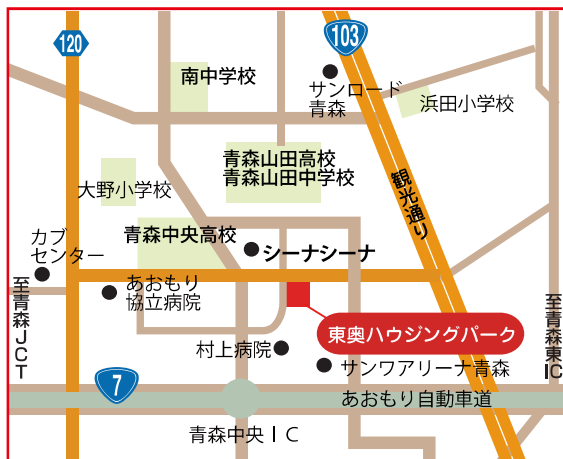 120
103
南中学校
サンロード
青森
浜田小学校
青森山田高校
青森山田中学校
大野小学校
観光通り
青森中央高校
シーナシーナ
カブ
センター
あおもり
協立病院
至青森JCT
至青森東IC
東奥ハウジングパーク
村上病院
サンワアリーナ青森
7
あおもり自動車道
青森中央IC